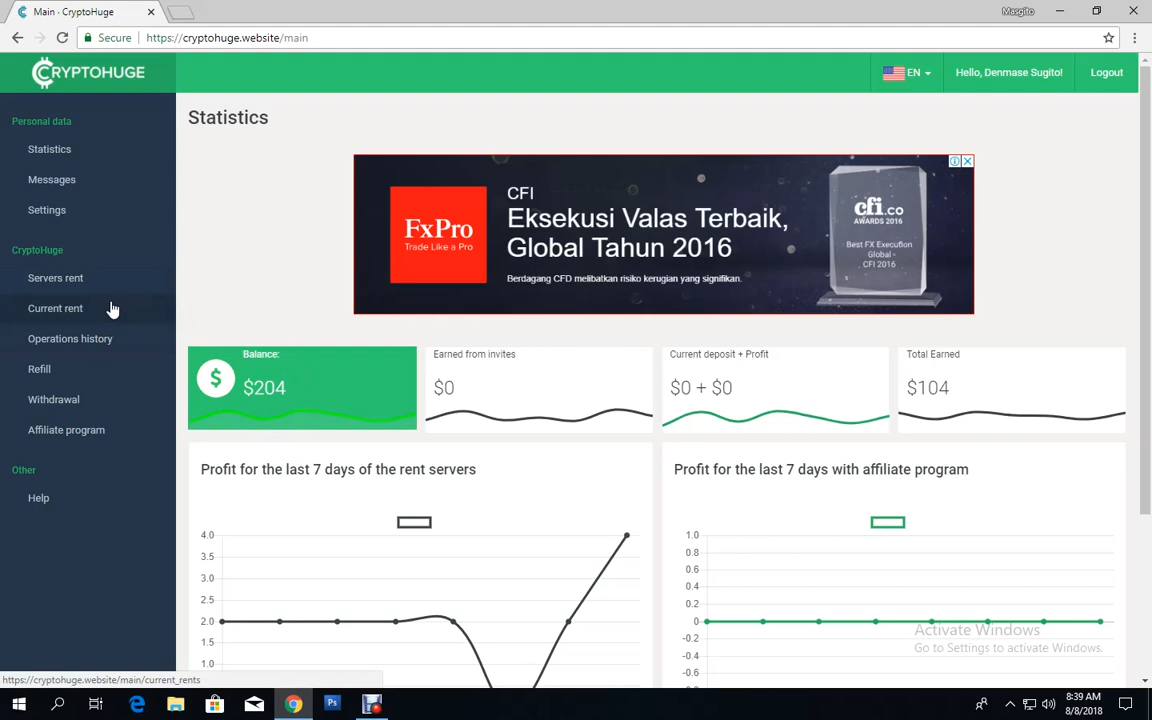 Main - CryptoHuge
Masgito
Secure
https://cryptohuge.website/main
CRYPTOHUGE
EN
Hello, Denmase Sugito!
Logout
Personal data
Statistics
Messages
Settings
CryptoHuge
Servers rent
Current rent
Operations history
Refill
Withdrawal
Affiliate program
Other
Help
Statistics
FxPro
Trade Like a Pro
CFI
Eksekusi Valas Terbaik,
Global Tahun 2016
Berdagang CFD melibatkan risiko kerugian yang signifikan.
cfi.co
AWARDS 2016
Best FX Execution
Global -
CFI 2016
Balance:
$204
Earned from invites
$0
Current deposit + Profit
$0 + $0
Total Earned
$104
Profit for the last 7 days of the rent servers
4.0
3.5
3.0
2.5
2.0
1.5
1.0
Profit for the last 7 days with affiliate program
1.0
0.8
0.6
0.4
0.2
0
-0.2
-0.4
-0.6
-0.8
Activate Windows
Go to Settings to activate Windows.
https://cryptohuge.website/main/current_rents
Ps
8:39 AM
8/8/2018